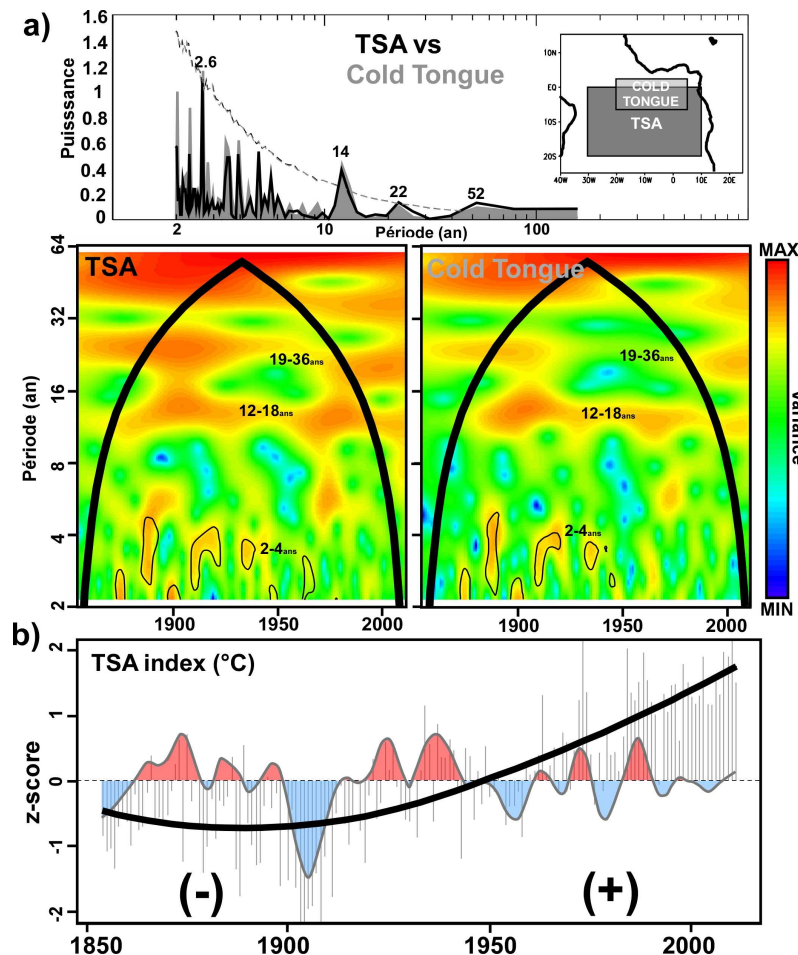 a)
TSA vs
Cold Tongue
Puisssance
1.6
1.4
1.2
1
0.8
0.6
0.4
0.2
0
2.6
14
22
52
2
10
100
Période (an)
10N
EQ
10S
20S
40W
30W
20W
10W
0
10E
20E
COLD
TONGUE
TSA
TSA
Cold Tongue
Période (an)
64
32
16
8
4
2
19-36ans
12-18ans
2-4ans
1900
1950
2000
19-36ans
12-18ans
2-4ans
1900
1950
2000
MAX
Variance
MIN
b)
TSA index (°C)
z-score
2
1
0
-1
-2
(-)
(+)
1850
1900
1950
2000